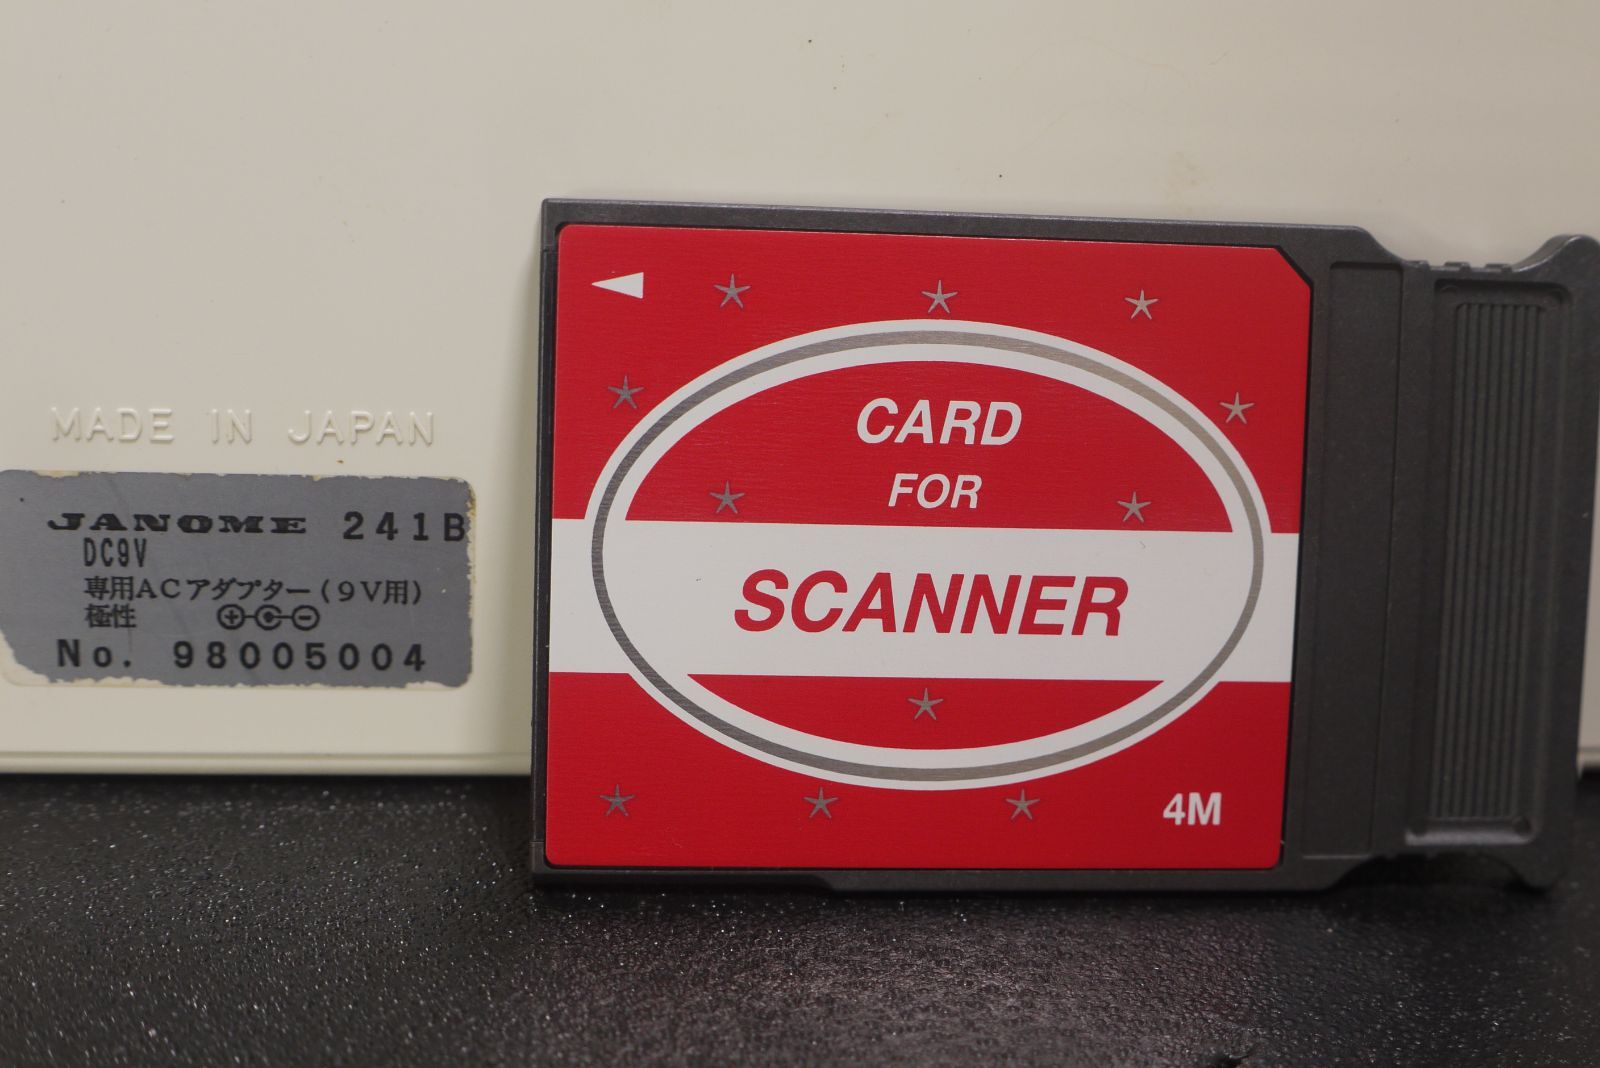 MADE IN JAPAN
JANOME 241B
DC9V
専用ACアダプター(9V用)
極性
No. 98005004
CARD
FOR
SCANNER
4M